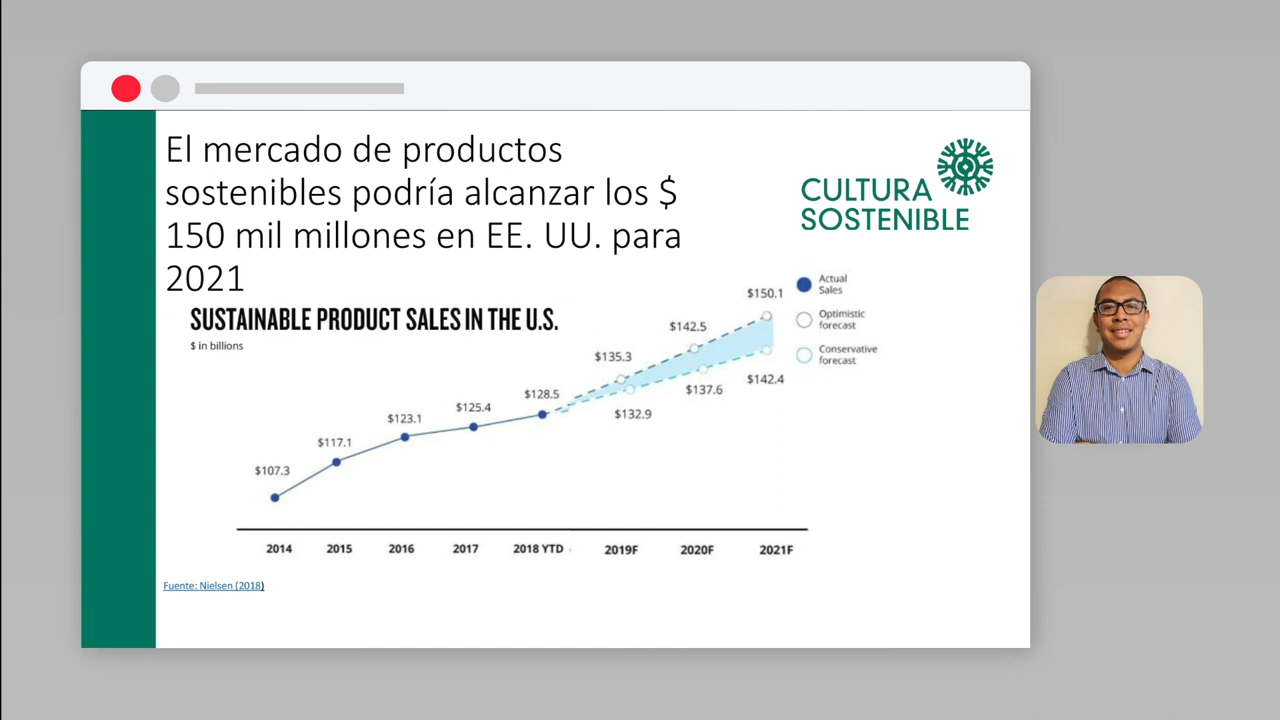 El mercado de productos
sostenibles podría alcanzar los $
150 mil millones en EE. UU. para
2021
CULTURA
SOSTENIBLE
SUSTAINABLE PRODUCT SALES IN THE U.S.
$ in billions
Actual
Sales
Optimistic
forecast
Conservative
forecast
$107.3
$117.1
$123.1
$125.4
$128.5
$135.3
$142.5
$150.1
$132.9
$137.6
$142.4
2014 2015 2016 2017 2018 YTD 2019F 2020F 2021F
Fuente: Nielsen (2018)